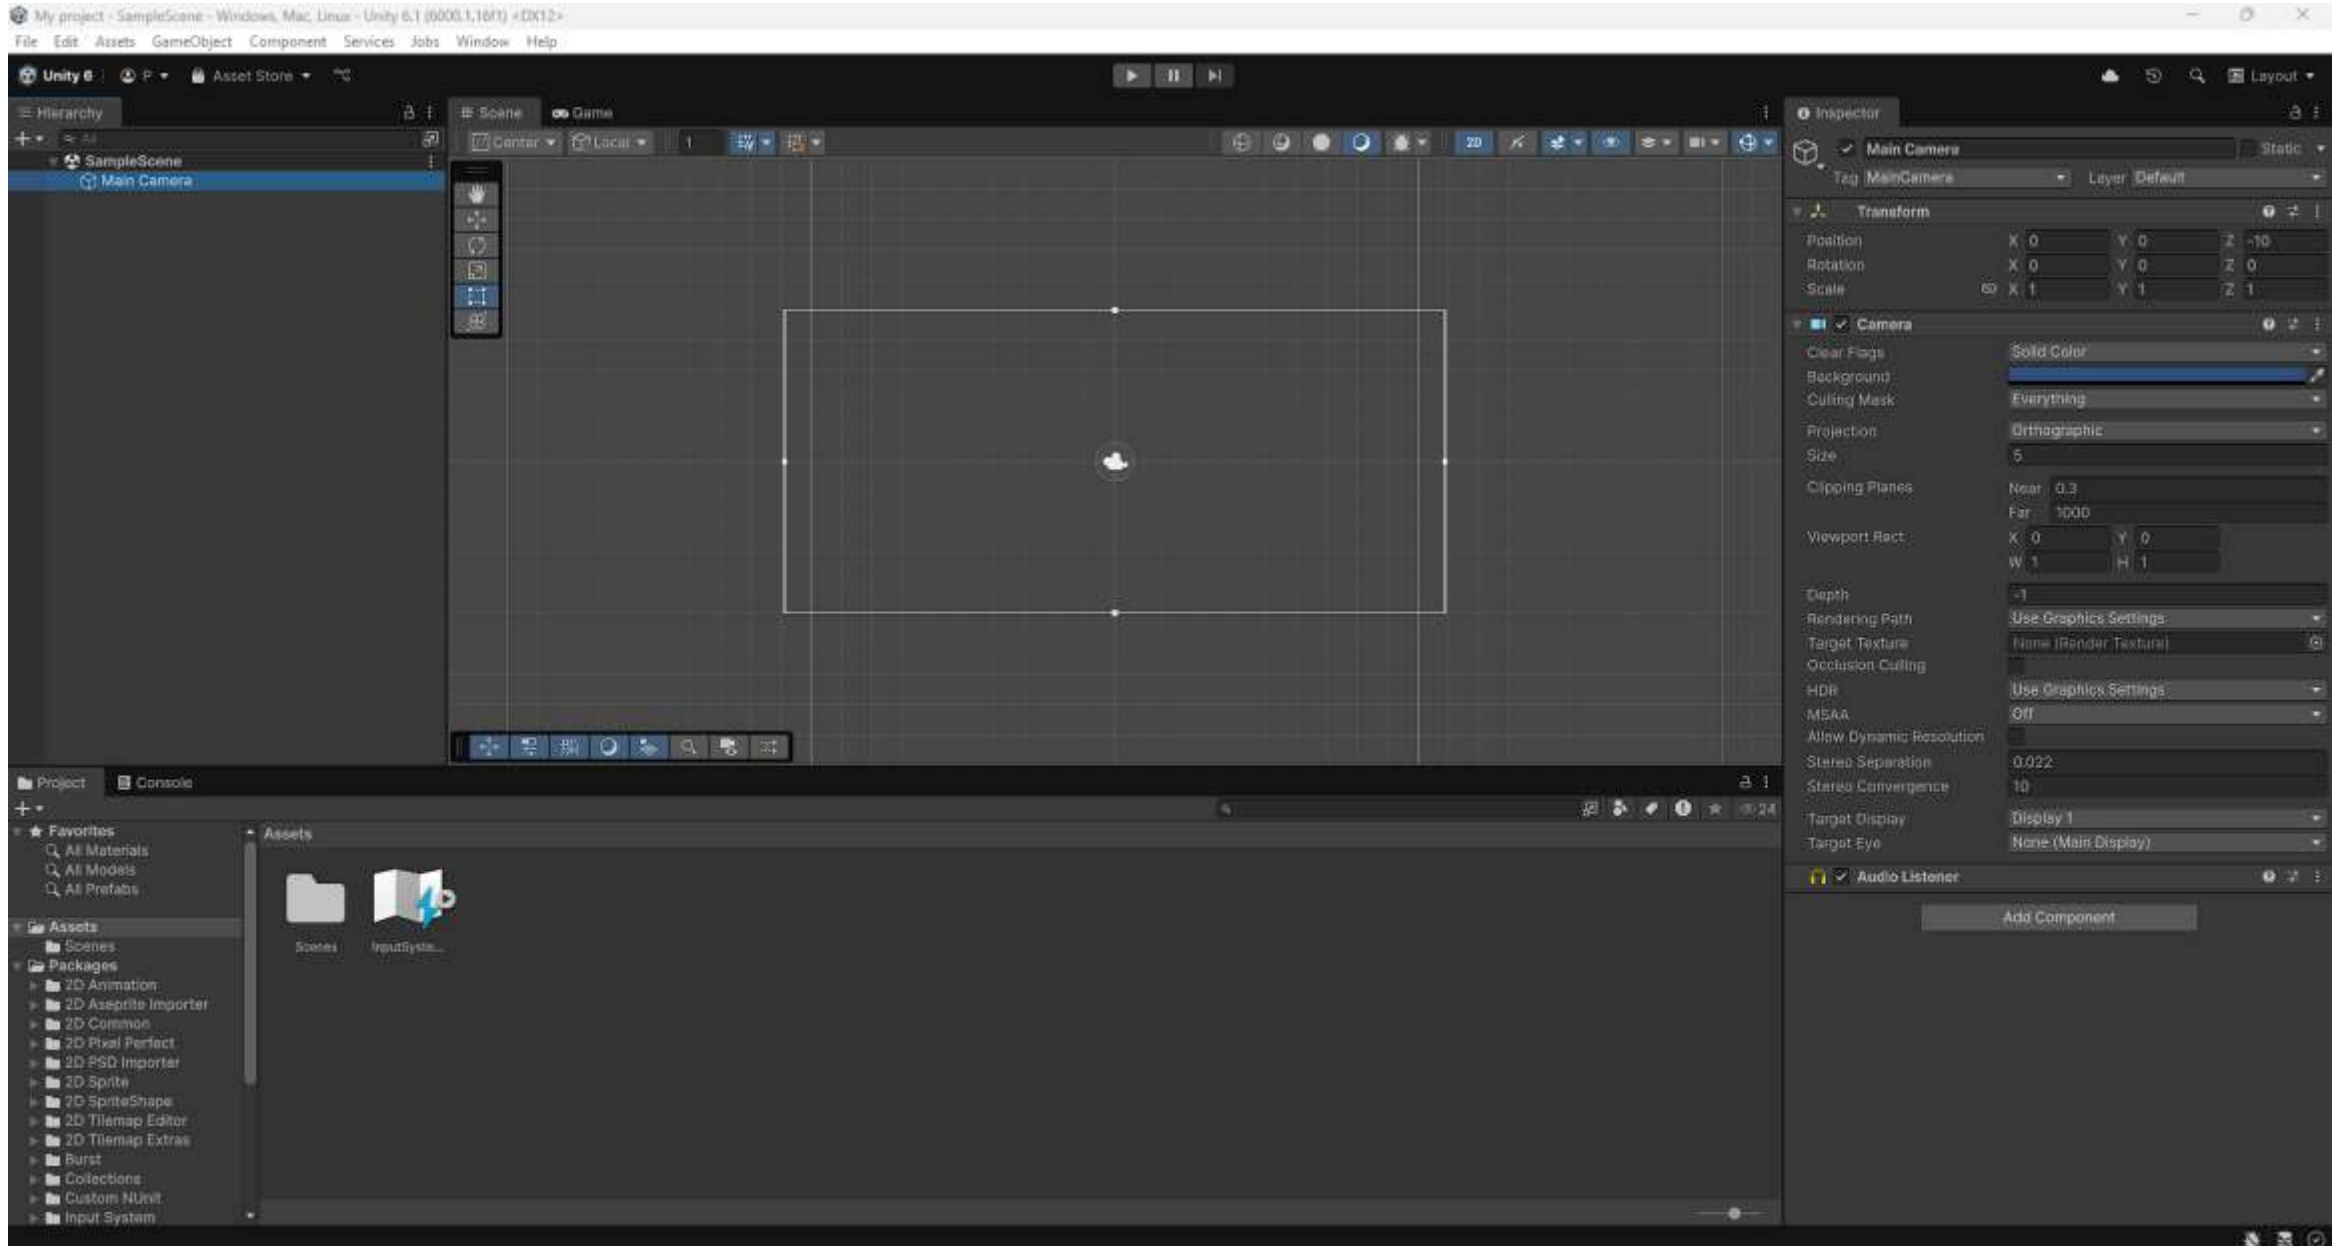 My project - SampleScene - Windows, Mac, Linux - Unity 6.1 (6000.1.16f1) <DX12>
File Edit Assets GameObject Component Services Jobs Window Help
Unity 6 P Asset Store Layout
Hierarchy
All
SampleScene
Main Camera
Scene Game
Center Local 1 2D
Inspector
Main Camera Static
Tag MainCamera Layer Default
Transform
Position X 0 Y 0 Z -10
Rotation X 0 Y 0 Z 0
Scale X 1 Y 1 Z 1
Camera
Clear Flags Solid Color
Background
Culling Mask Everything
Projection Orthographic
Size 5
Clipping Planes Near 0.3
Far 1000
Viewport Rect X 0 Y 0
W 1 H 1
Depth -1
Rendering Path Use Graphics Settings
Target Texture None (Render Texture)
Occlusion Culling
HDR Use Graphics Settings
MSAA Off
Allow Dynamic Resolution
Stereo Separation 0.022
Stereo Convergence 10
Target Display Display 1
Target Eye None (Main Display)
Audio Listener
Add Component
Project Console
24
Favorites
All Materials
All Models
All Prefabs
Assets
Scenes
Packages
2D Animation
2D Aseprite Importer
2D Common
2D Pixel Perfect
2D PSD Importer
2D Sprite
2D SpriteShape
2D Tilemap Editor
2D Tilemap Extras
Burst
Collections
Custom NUnit
Input System
Assets
Scenes InputSyste...